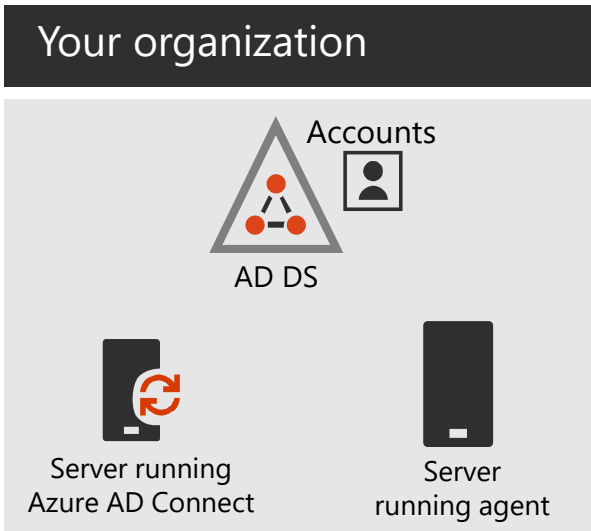 Your organization
Accounts
AD DS
Server running
Azure AD Connect
Server
running agent